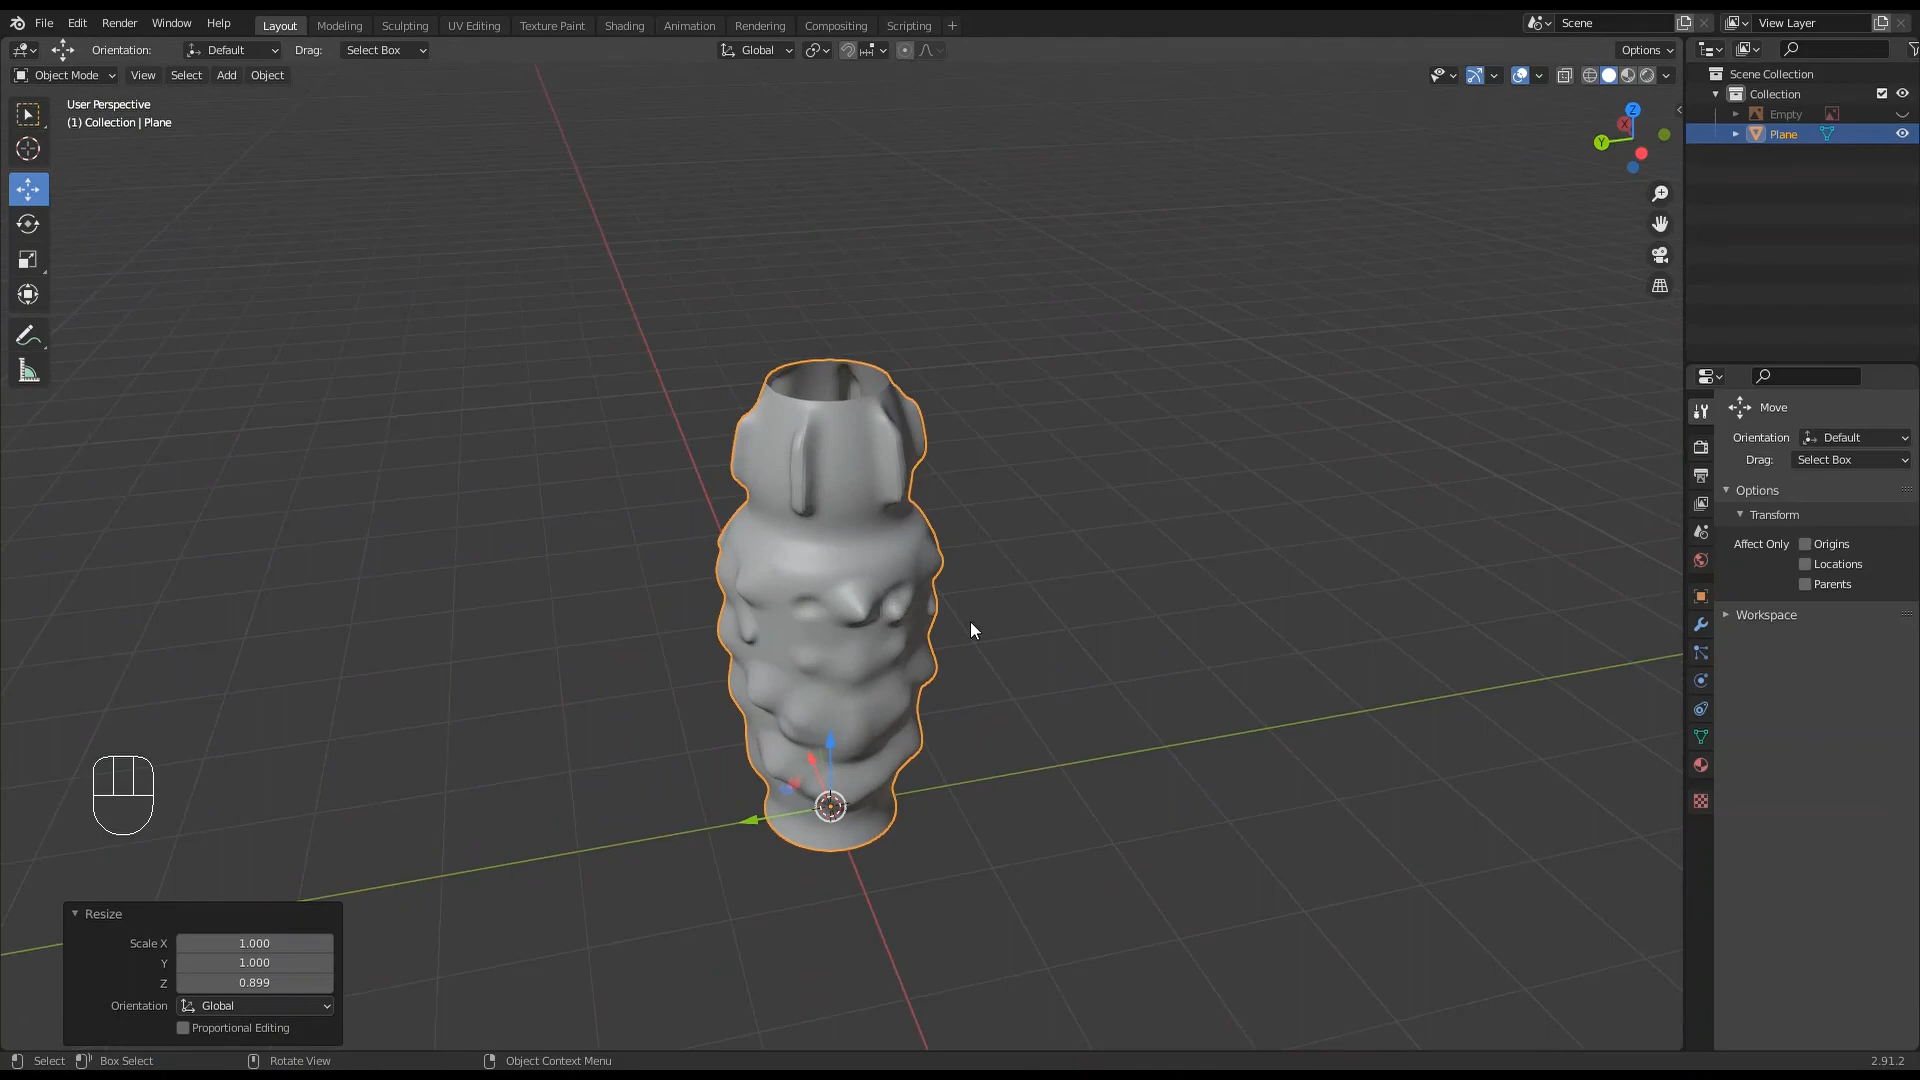 File Edit Render Window Help Layout Modeling Sculpting UV Editing Texture Paint Shading Animation Rendering Compositing Scripting + Scene View Layer
Orientation: Default Drag: Select Box Global Options
Object Mode View Select Add Object
User Perspective
(1) Collection | Plane
Z
X
Y
Scene Collection
Collection
Empty
Plane
Move
Orientation Default
Drag: Select Box
Options
Transform
Affect Only Origins
Locations
Parents
Workspace
Resize
Scale X 1.000
Y 1.000
Z 0.899
Orientation Global
Proportional Editing
Select Box Select Rotate View Object Context Menu 2.91.2